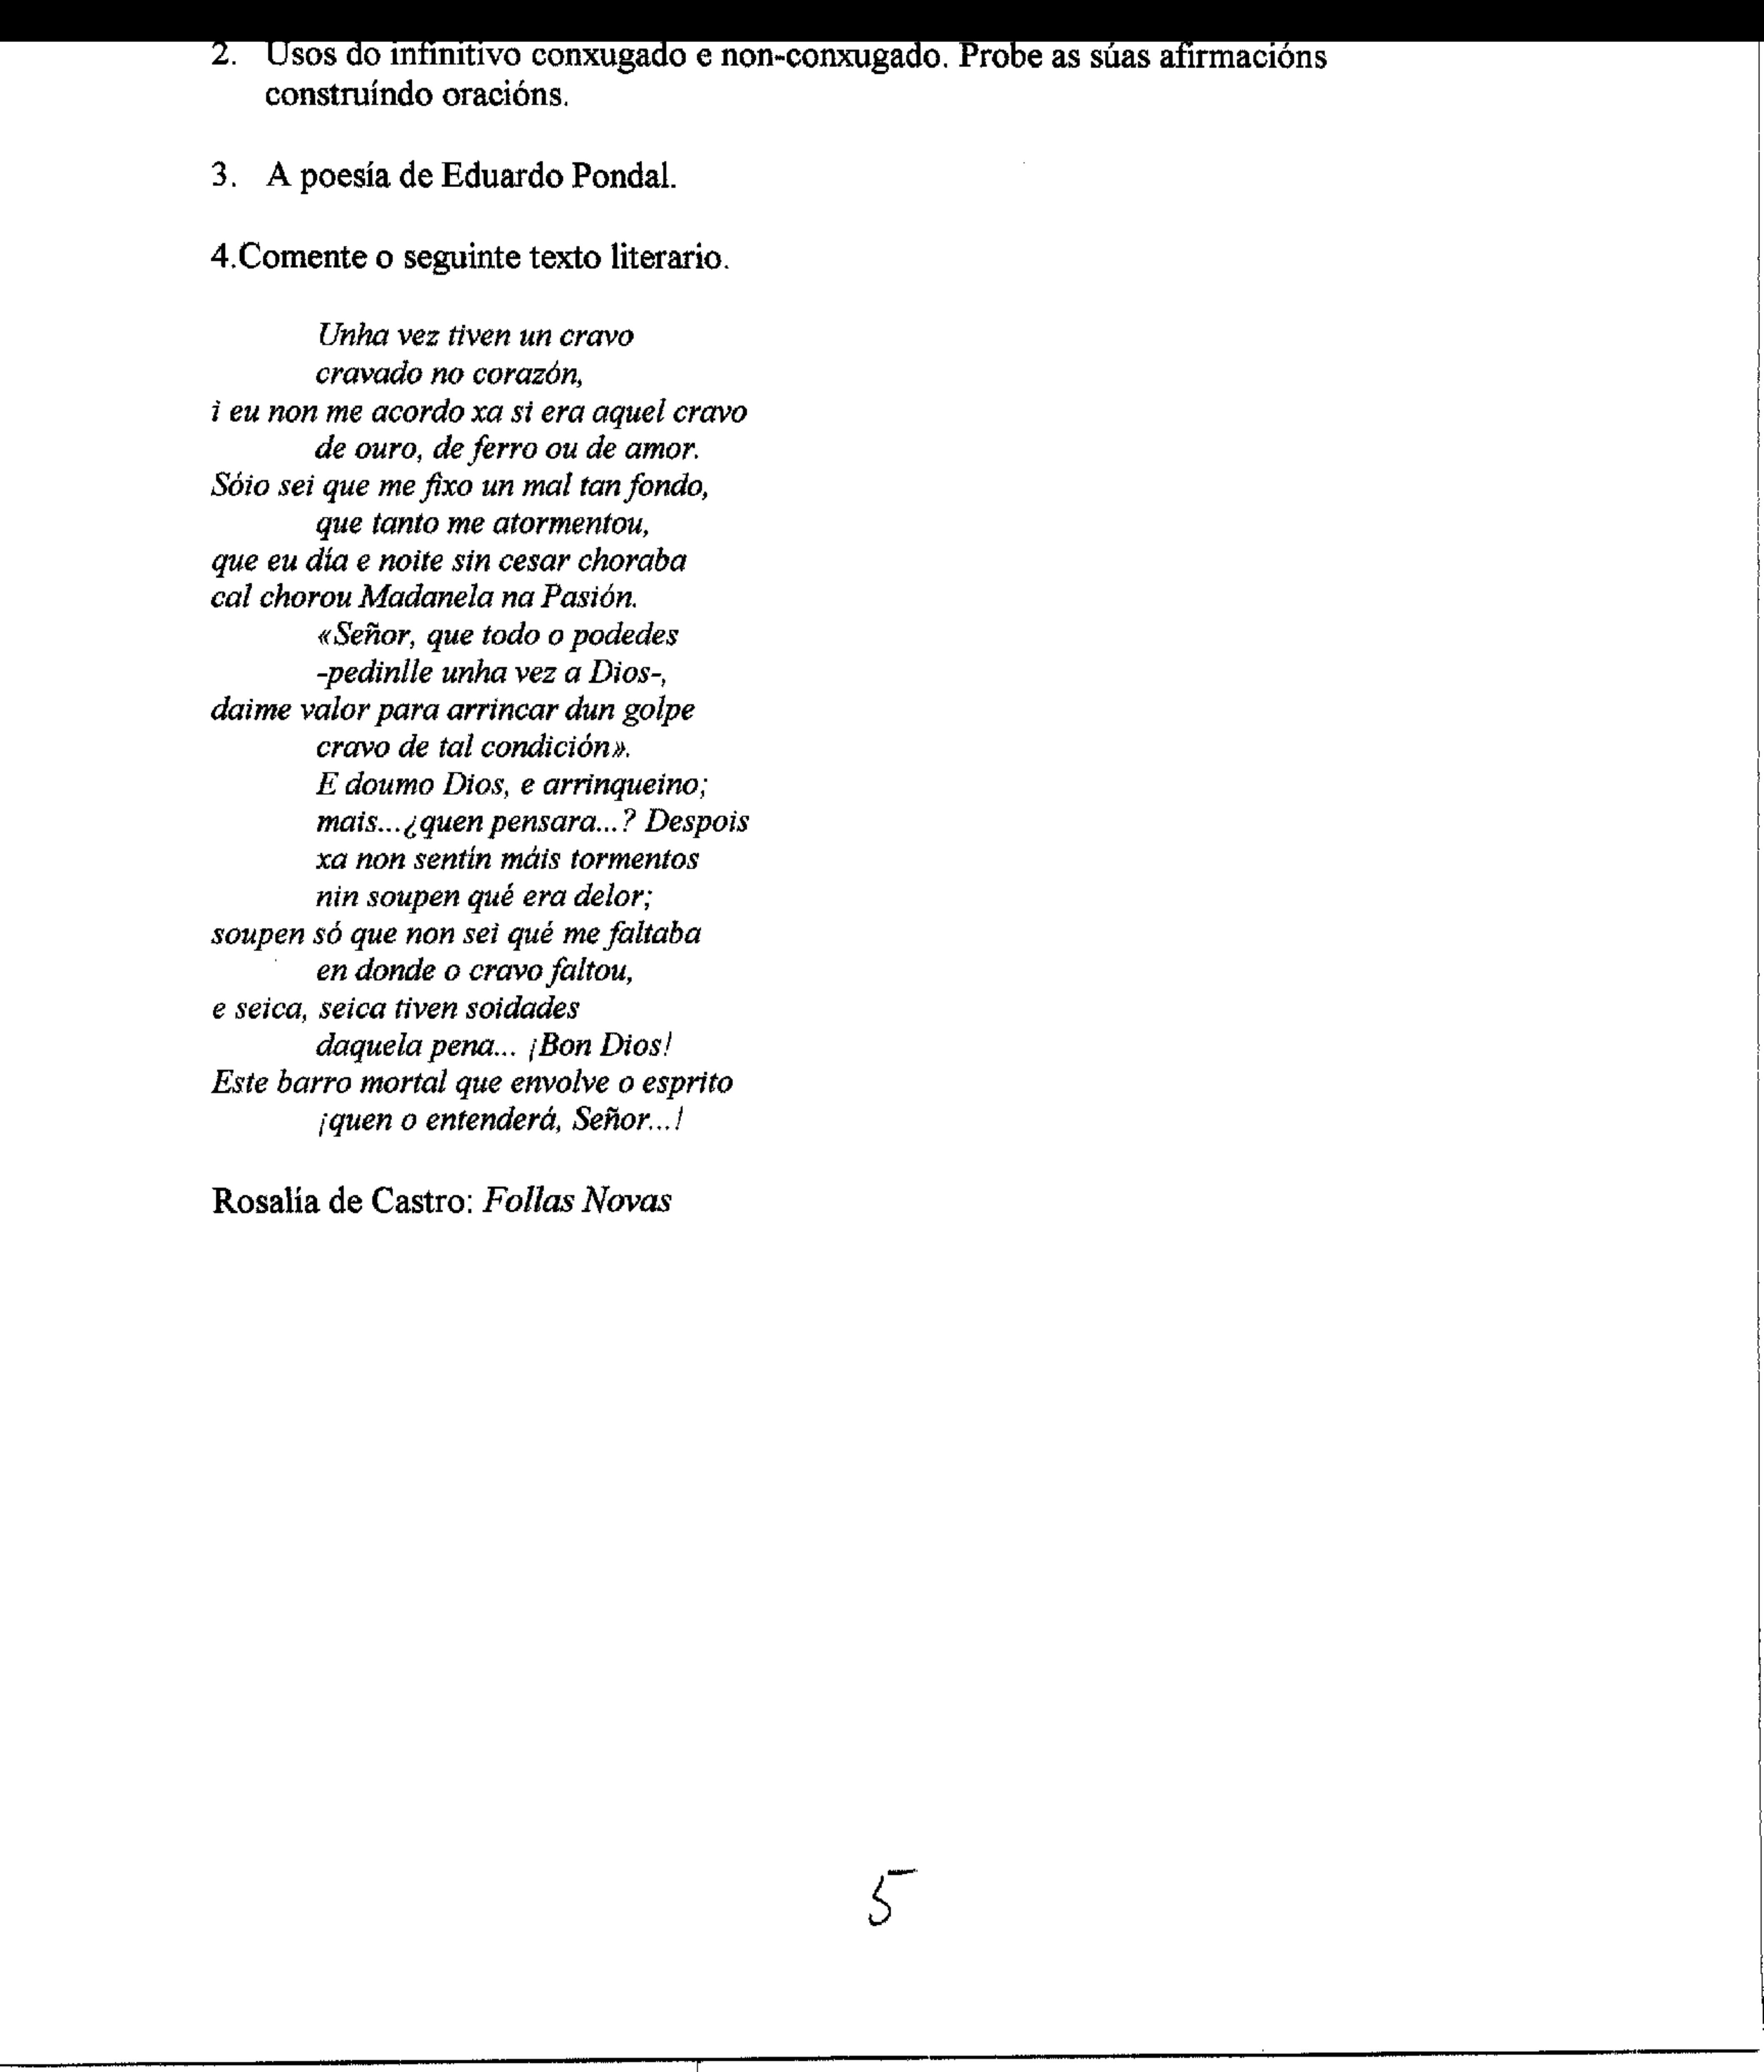 2. Usos do infinitivo conxugado e non-conxugado. Probe as súas afirmacións
construíndo oracións.
3. A poesía de Eduardo Pondal.
4.Comente o seguinte texto literario.
Unha vez tiven un cravo
cravado no corazón,
i eu non me acordo xa si era aquel cravo
de ouro, de ferro ou de amor.
Sóio sei que me fixo un mal tan fondo,
que tanto me atormentou,
que eu día e noite sin cesar choraba
cal chorou Madanela na Pasión.
«Señor, que todo o podedes
-pedinlle unha vez a Dios-,
daime valor para arrincar dun golpe
cravo de tal condición».
E doumo Dios, e arrinqueino;
mais...¿quen pensara...? Despois
xa non sentín máis tormentos
nin soupen qué era delor;
soupen só que non sei qué me faltaba
en donde o cravo faltou,
e seica, seica tiven soidades
daquela pena... ¡Bon Dios!
Este barro mortal que envolve o esprito
¡quen o entenderá, Señor...!
Rosalía de Castro: Follas Novas
5